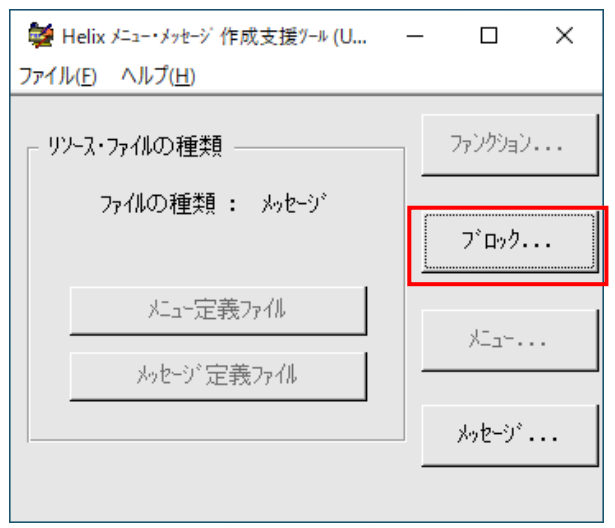 Helix ﾒﾆｭｰ･ﾒｯｾｰｼﾞ 作成支援ﾂｰﾙ (U...
ファイル(F) ヘルプ(H)
ﾘｿｰｽ･ﾌｧｲﾙの種類
ﾌｧｲﾙの種類 : ﾒｯｾｰｼﾞ
ﾒﾆｭｰ定義ﾌｧｲﾙ
ﾒｯｾｰｼﾞ定義ﾌｧｲﾙ
ﾌｧﾝｸｼｮﾝ...
ﾌﾞﾛｯｸ...
ﾒﾆｭｰ...
ﾒｯｾｰｼﾞ...